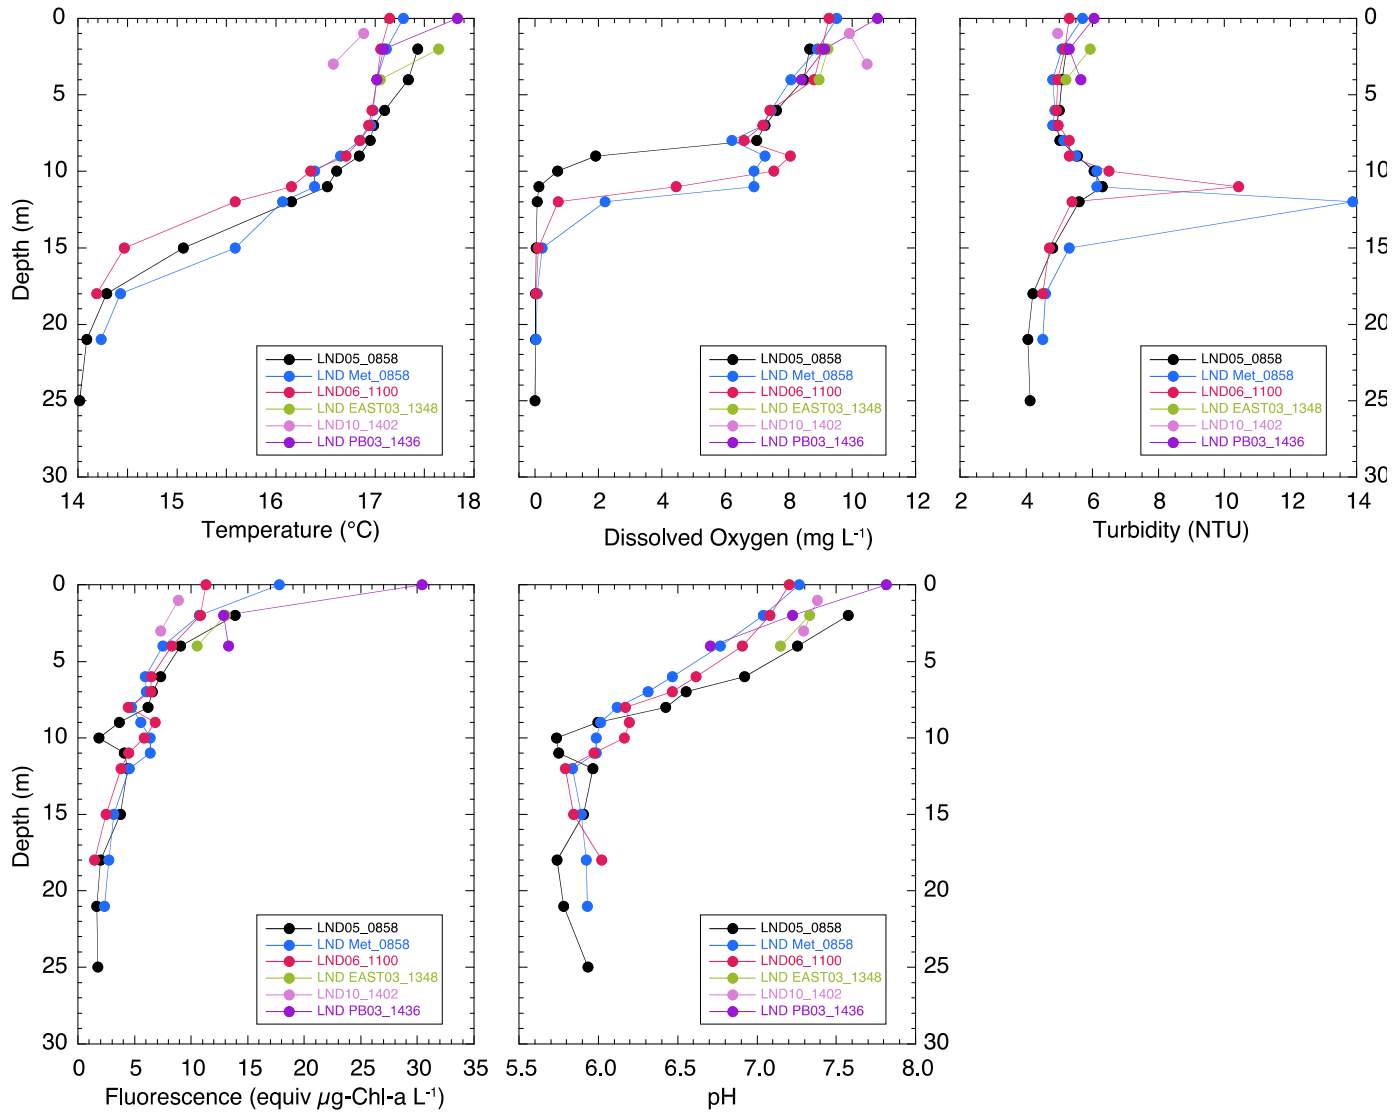 0
5
10
15
20
25
30
Depth (m)
14
15
16
17
18
Temperature (°C)
LND05_0858
LND Met_0858
LND06_1100
LND EAST03_1348
LND10_1402
LND PB03_1436
0
2
4
6
8
10
12
Dissolved Oxygen (mg L-1)
LND05_0858
LND Met_0858
LND06_1100
LND EAST03_1348
LND10_1402
LND PB03_1436
0
5
10
15
20
25
30
2
4
6
8
10
12
14
Turbidity (NTU)
LND05_0858
LND Met_0858
LND06_1100
LND EAST03_1348
LND10_1402
LND PB03_1436
0
5
10
15
20
25
30
Depth (m)
0
5
10
15
20
25
30
35
Fluorescence (equiv µg-Chl-a L-1)
LND05_0858
LND Met_0858
LND06_1100
LND EAST03_1348
LND10_1402
LND PB03_1436
0
5
10
15
20
25
30
5.5
6.0
6.5
7.0
7.5
8.0
pH
LND05_0858
LND Met_0858
LND06_1100
LND EAST03_1348
LND10_1402
LND PB03_1436